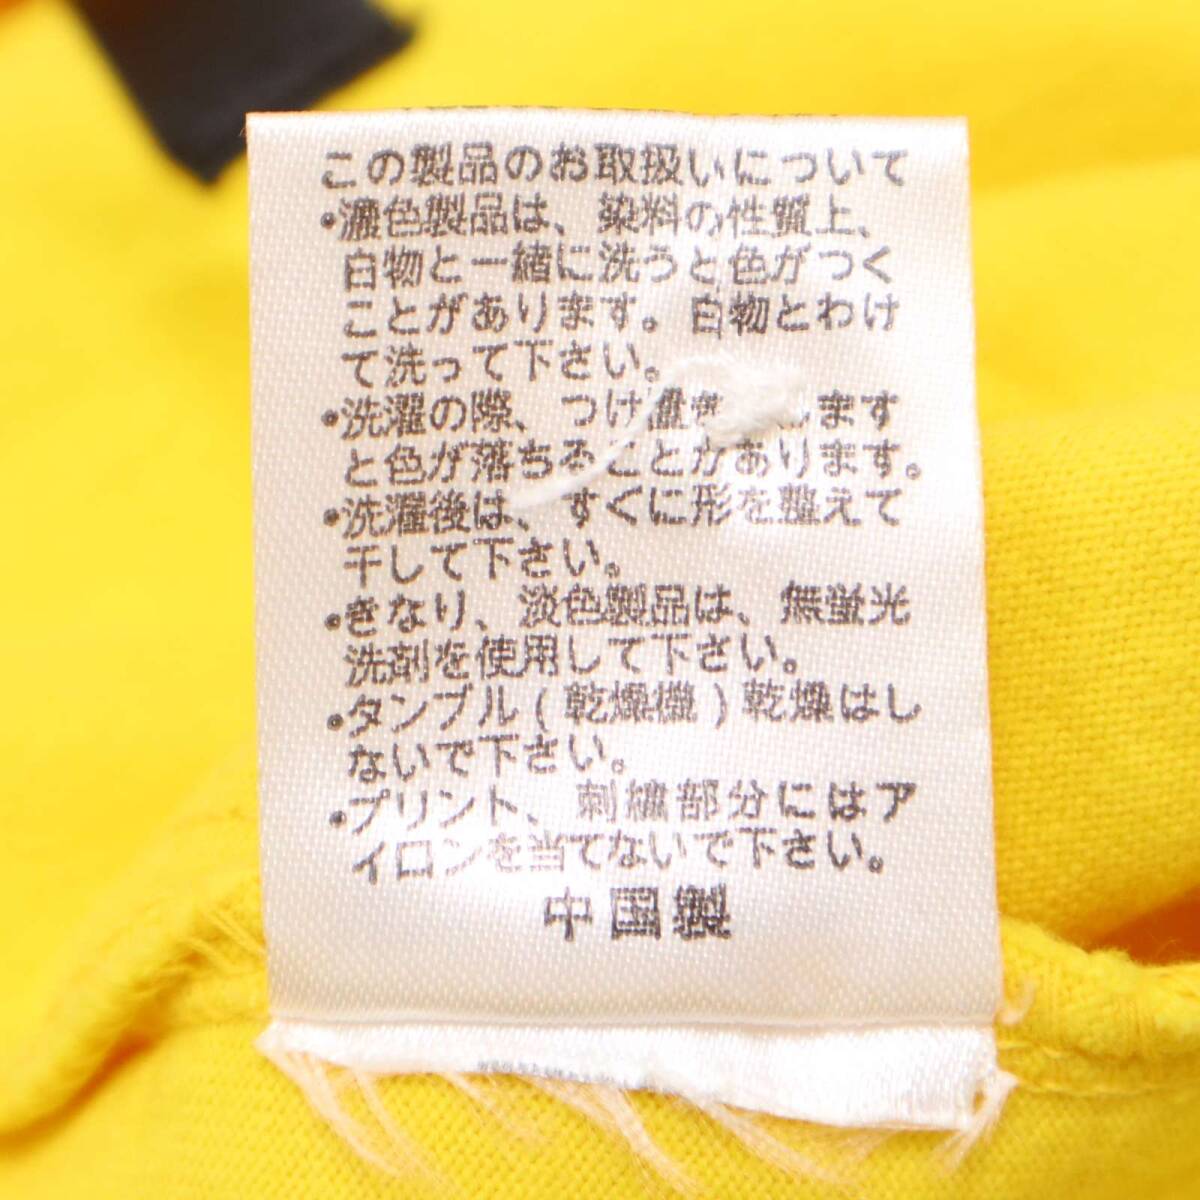 この製品のお取扱いについて
・濃色製品は、染料の性質上、
白物と一緒に洗うと色がつく
ことがあります。白物とわけ
て洗って下さい。
・洗濯の際、つけ置き します
と色が落ちることがあります。
・洗濯後は、すぐに形を整えて
干して下さい。
・きなり、淡色製品は、無蛍光
洗剤を使用して下さい。
・タンブル(乾燥機)乾燥はし
ないで下さい。
・プリント、刺繍部分にはア
イロンを当てないで下さい。
中国製